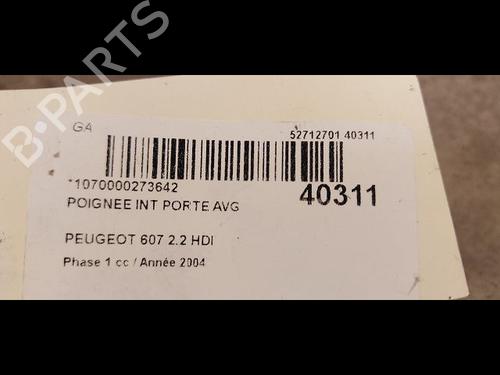 B-PARTS
GA
52712701 40311
*1070000273642
40311
POIGNEE INT PORTE AVG
PEUGEOT 607 2.2 HDI
Phase 1 cc / Année 2004